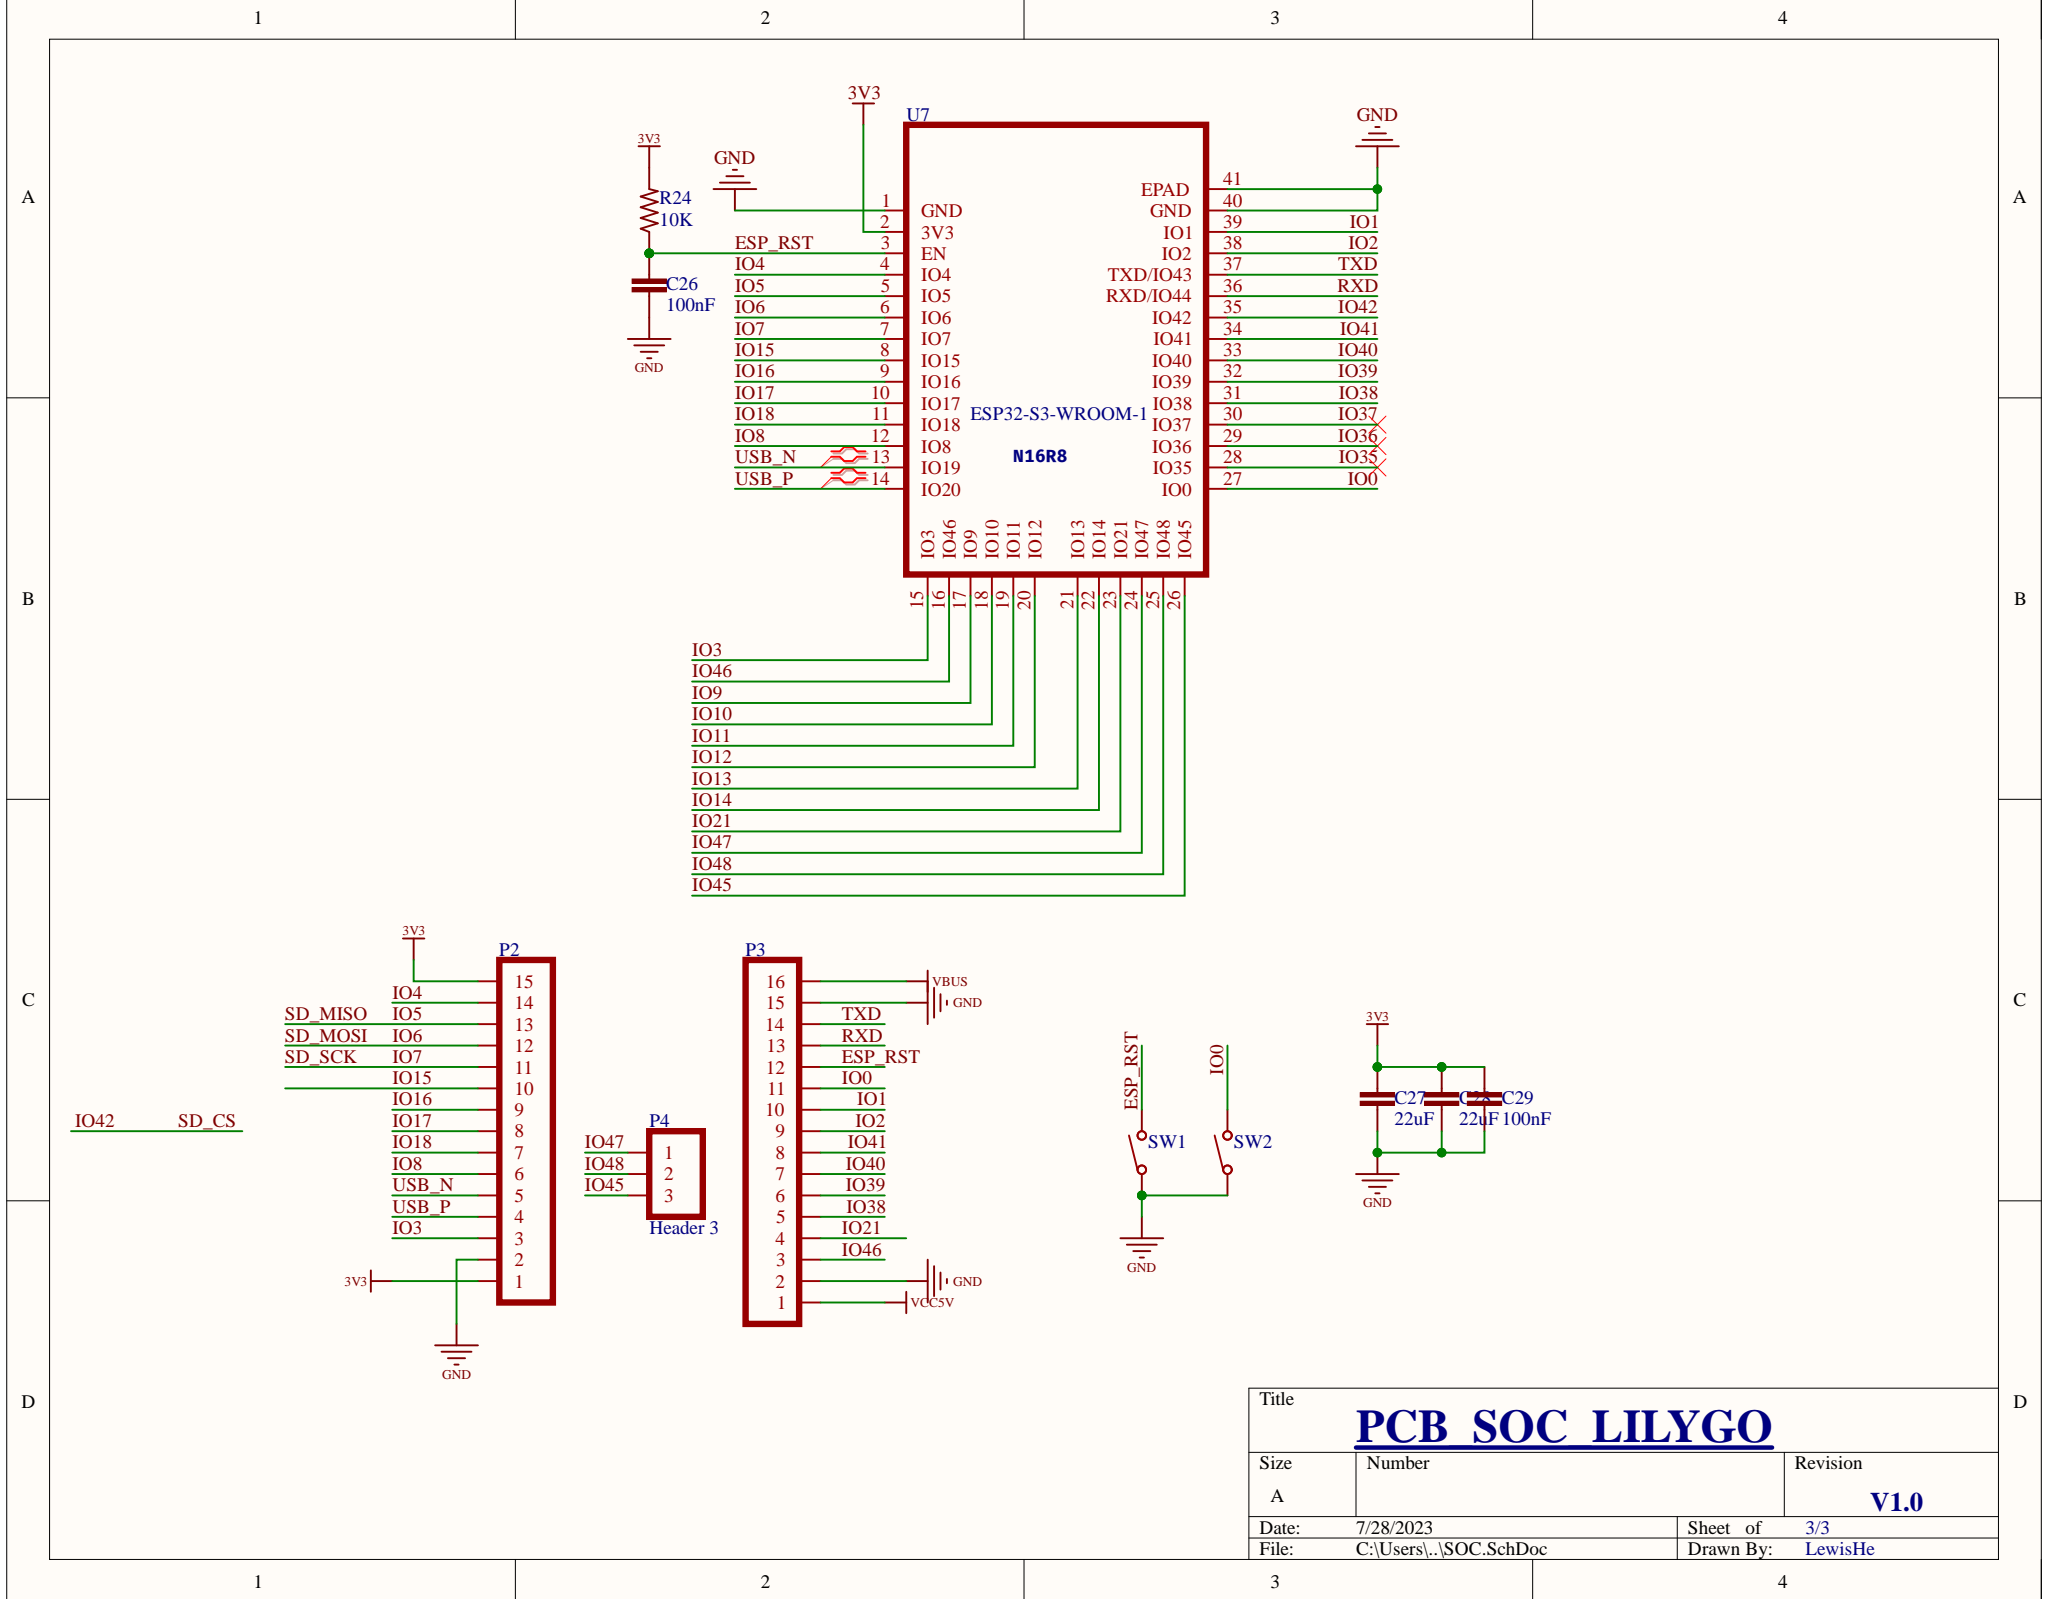 1 2 3 4
A A
B B
C C
D D
3V3
U7
GND
3V3
R24
10K
GND
ESP_RST
C26
100nF
GND
IO4
IO5
IO6
IO7
IO15
IO16
IO17
IO18
IO8
USB_N
USB_P
1 GND
2 3V3
3 EN
4 IO4
5 IO5
6 IO6
7 IO7
8 IO15
9 IO16
10 IO17
11 IO18
12 IO8
13 IO19
14 IO20
ESP32-S3-WROOM-1
N16R8
EPAD 41
GND 40
IO1 39 IO1
IO2 38 IO2
TXD/IO43 37 TXD
RXD/IO44 36 RXD
IO42 35 IO42
IO41 34 IO41
IO40 33 IO40
IO39 32 IO39
IO38 31 IO38
IO37 30 IO37
IO36 29 IO36
IO35 28 IO35
IO0 27 IO0
IO3 IO46 IO9 IO10 IO11 IO12 IO13 IO14 IO21 IO47 IO48 IO45
15 16 17 18 19 20 21 22 23 24 25 26
IO3
IO46
IO9
IO10
IO11
IO12
IO13
IO14
IO21
IO47
IO48
IO45
3V3
P2
15
IO4 14
SD_MISO IO5 13
SD_MOSI IO6 12
SD_SCK IO7 11
IO15 10
IO16 9
IO17 8
IO18 7
IO8 6
USB_N 5
USB_P 4
IO3 3
2
3V3 1
GND
IO42 SD_CS
P4
IO47 1
IO48 2
IO45 3
Header 3
P3
16 VBUS
15 GND
14 TXD
13 RXD
12 ESP_RST
11 IO0
10 IO1
9 IO2
8 IO41
7 IO40
6 IO39
5 IO38
4 IO21
3 IO46
2 GND
1 VCC5V
ESP_RST
IO0
SW1 SW2
GND
3V3
C27 C28 C29
22uF 22uF 100nF
GND
Title
PCB_SOC_LILYGO
Size Number Revision
A V1.0
Date: 7/28/2023 Sheet of 3/3
File: C:\Users\..\SOC.SchDoc Drawn By: LewisHe
1 2 3 4